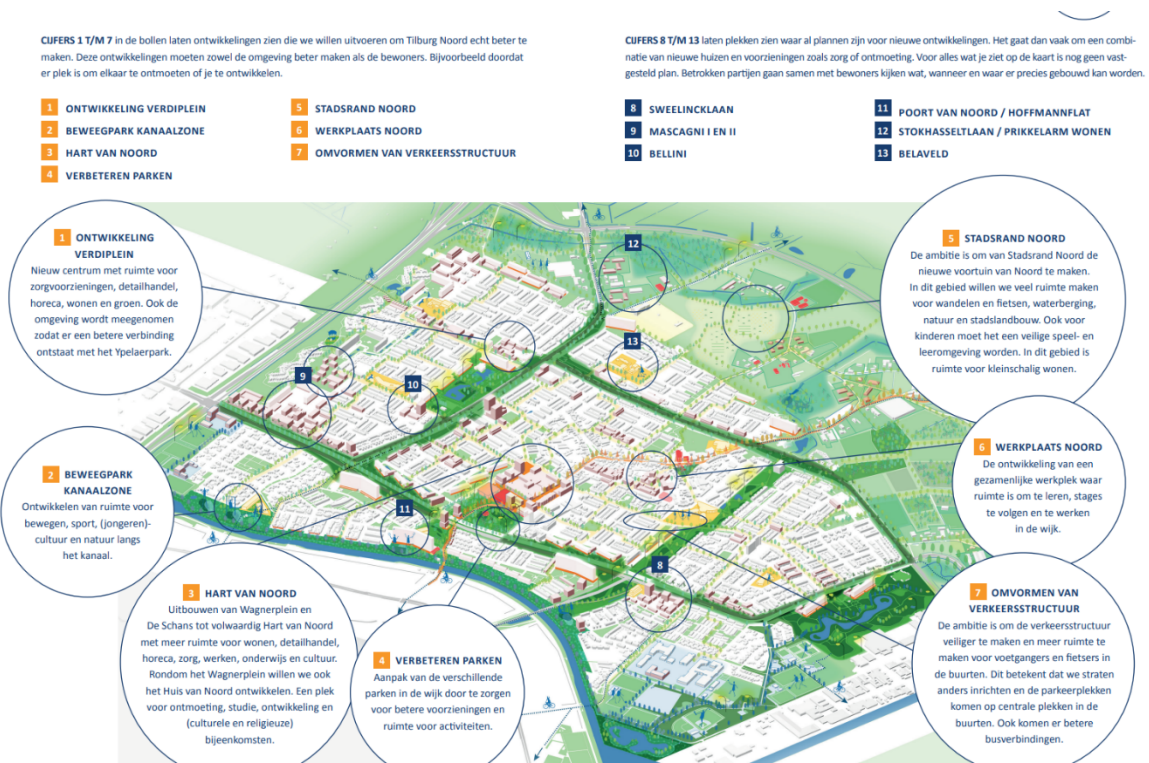 CIJFERS 1 T/M 7 in de bollen laten ontwikkelingen zien die we willen uitvoeren om Tilburg Noord echt beter te
maken. Deze ontwikkelingen moeten zowel de omgeving beter maken als de bewoners. Bijvoorbeeld doordat
er plek is om elkaar te ontmoeten of je te ontwikkelen.
1 ONTWIKKELING VERDIPLEIN
2 BEWEEGPARK KANAALZONE
3 HART VAN NOORD
4 VERBETEREN PARKEN
5 STADSRAND NOORD
6 WERKPLAATS NOORD
7 OMVORMEN VAN VERKEERSSTRUCTUUR
CIJFERS 8 T/M 13 laten plekken zien waar al plannen zijn voor nieuwe ontwikkelingen. Het gaat dan vaak om een combi-
natie van nieuwe huizen en voorzieningen zoals zorg of ontmoeting. Voor alles wat je ziet op de kaart is nog geen vast-
gesteld plan. Betrokken partijen gaan samen met bewoners kijken wat, wanneer en waar er precies gebouwd kan worden.
8 SWEELINCKLAAN
9 MASCAGNI I EN II
10 BELLINI
11 POORT VAN NOORD / HOFFMANNFLAT
12 STOKHASSELTLAAN / PRIKKELARM WONEN
13 BELAVELD
1 ONTWIKKELING
VERDIPLEIN
Nieuw centrum met ruimte voor
zorgvoorzieningen, detailhandel,
horeca, wonen en groen. Ook de
omgeving wordt meegenomen
zodat er een betere verbinding
ontstaat met het Ypelaerpark.
2 BEWEEGPARK
KANAALZONE
Ontwikkelen van ruimte voor
bewegen, sport, (jongeren)-
cultuur en natuur langs
het kanaal.
3 HART VAN NOORD
Uitbouwen van Wagnerplein en
De Schans tot volwaardig Hart van Noord
met meer ruimte voor wonen, detailhandel,
horeca, zorg, werken, onderwijs en cultuur.
Rondom het Wagnerplein willen we ook
het Huis van Noord ontwikkelen. Een plek
voor ontmoeting, studie, ontwikkeling en
(culturele en religieuze)
bijeenkomsten.
4 VERBETEREN PARKEN
Aanpak van de verschillende
parken in de wijk door te zorgen
voor betere voorzieningen en
ruimte voor activiteiten.
5 STADSRAND NOORD
De ambitie is om van Stadsrand Noord de
nieuwe voortuin van Noord te maken.
In dit gebied willen we veel ruimte maken
voor wandelen en fietsen, waterberging,
natuur en stadslandbouw. Ook voor
kinderen moet het een veilige speel- en
leeromgeving worden. In dit gebied is
ruimte voor kleinschalig wonen.
6 WERKPLAATS NOORD
De ontwikkeling van een
gezamenlijke werkplek waar
ruimte is om te leren, stages
te volgen en te werken
in de wijk.
7 OMVORMEN VAN
VERKEERSSTRUCTUUR
De ambitie is om de verkeersstructuur
veiliger te maken en meer ruimte te
maken voor voetgangers en fietsers in
de buurten. Dit betekent dat we straten
anders inrichten en de parkeerplekken
komen op centrale plekken in de
buurten. Ook komen er betere
busverbindingen.
12
13
9
10
11
8